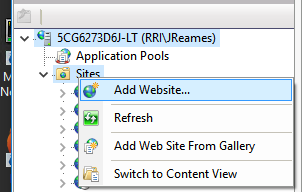 5CG6273D6J-LT (RRI\JReames)
Application Pools
Sites
Add Website...
Refresh
Add Web Site From Gallery
Switch to Content View